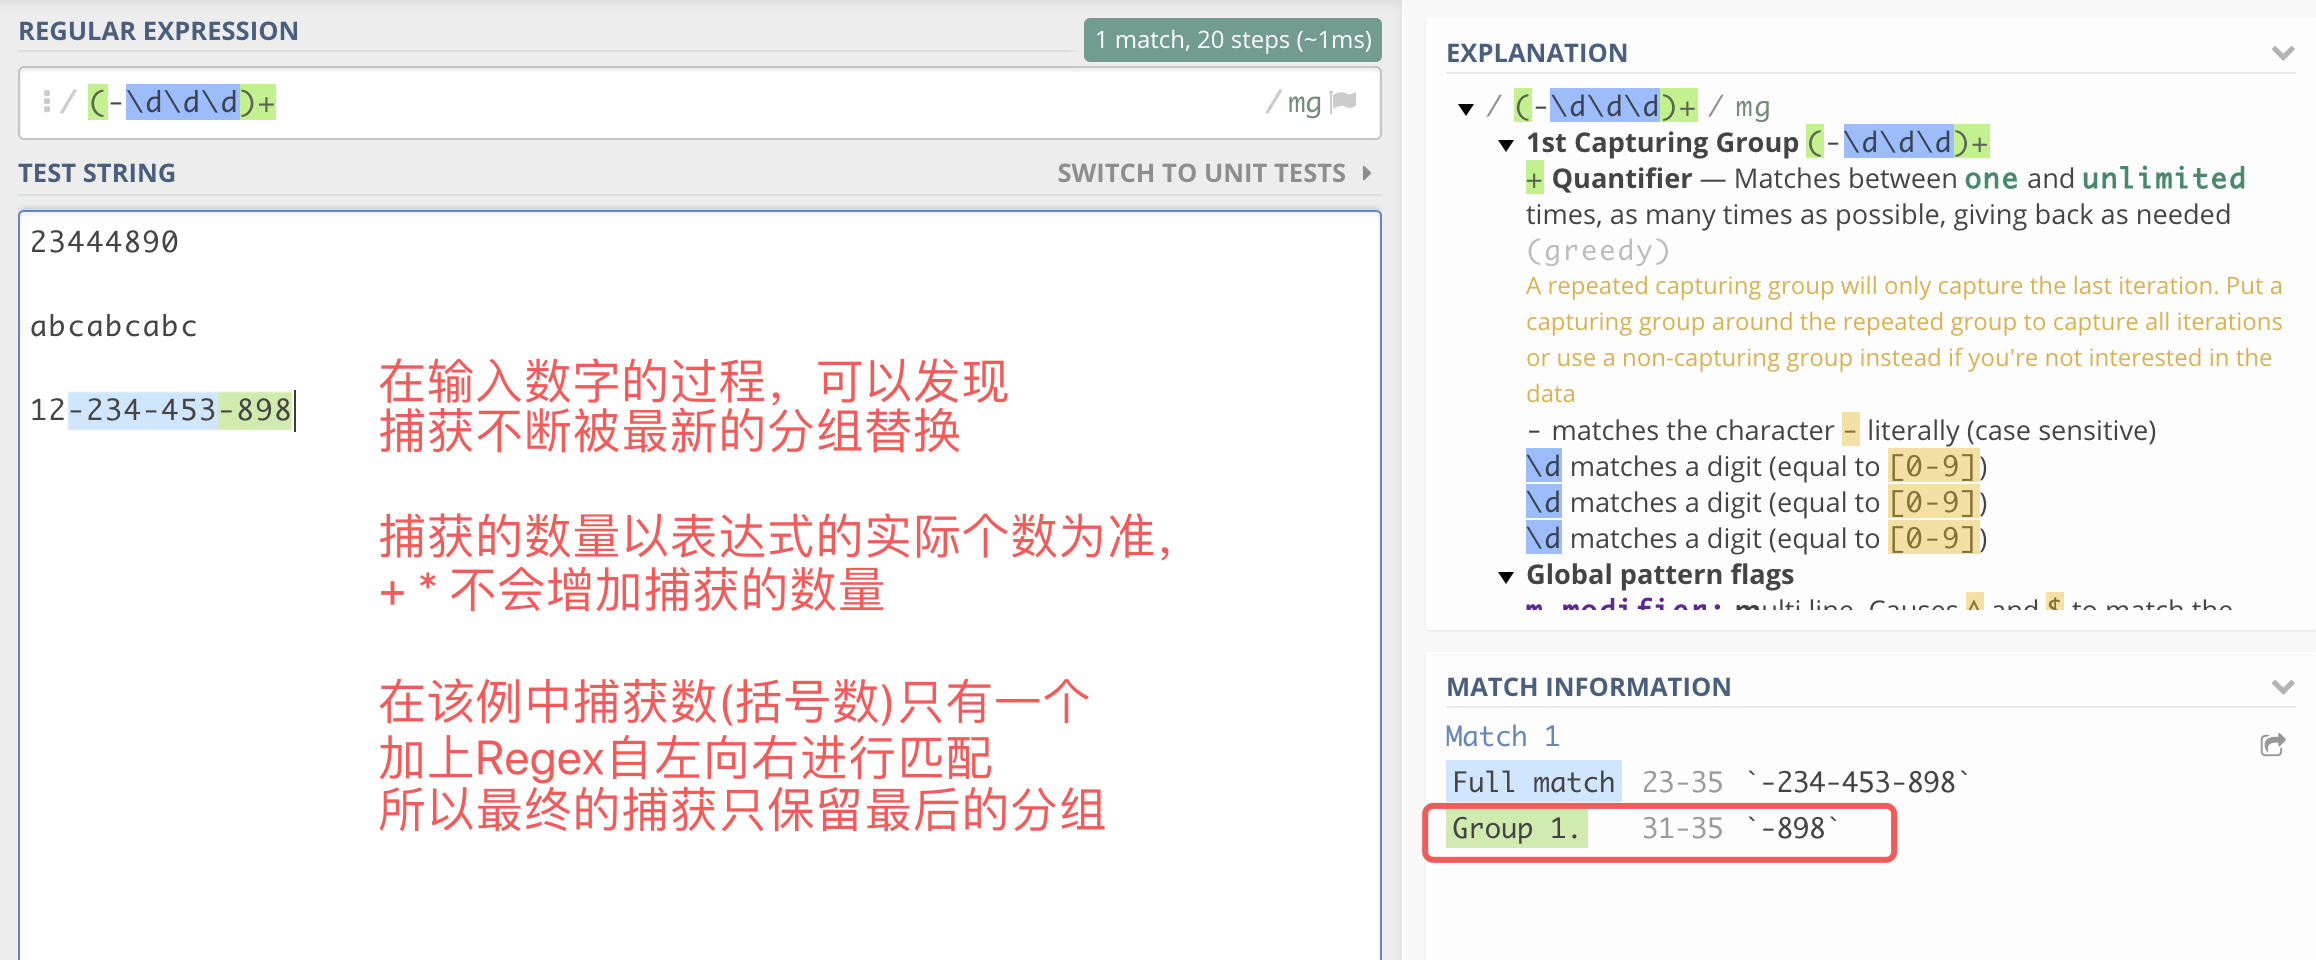 REGULAR EXPRESSION
1 match, 20 steps (~1ms)
/ (-\d\d\d)+ / mg
TEST STRING
SWITCH TO UNIT TESTS
23444890
abcabcabc
12-234-453-898
在输入数字的过程，可以发现
捕获不断被最新的分组替换
捕获的数量以表达式的实际个数为准，
+ * 不会增加捕获的数量
在该例中捕获数(括号数)只有一个
加上Regex自左向右进行匹配
所以最终的捕获只保留最后的分组
EXPLANATION
/ (-\d\d\d)+ / mg
1st Capturing Group (-\d\d\d)+
+ Quantifier — Matches between one and unlimited
times, as many times as possible, giving back as needed
(greedy)
A repeated capturing group will only capture the last iteration. Put a
capturing group around the repeated group to capture all iterations
or use a non-capturing group instead if you're not interested in the
data
- matches the character - literally (case sensitive)
\d matches a digit (equal to [0-9])
\d matches a digit (equal to [0-9])
\d matches a digit (equal to [0-9])
Global pattern flags
m modifier: multi line. Causes ^ and $ to match the
MATCH INFORMATION
Match 1
Full match 23-35 `-234-453-898`
Group 1. 31-35 `-898`